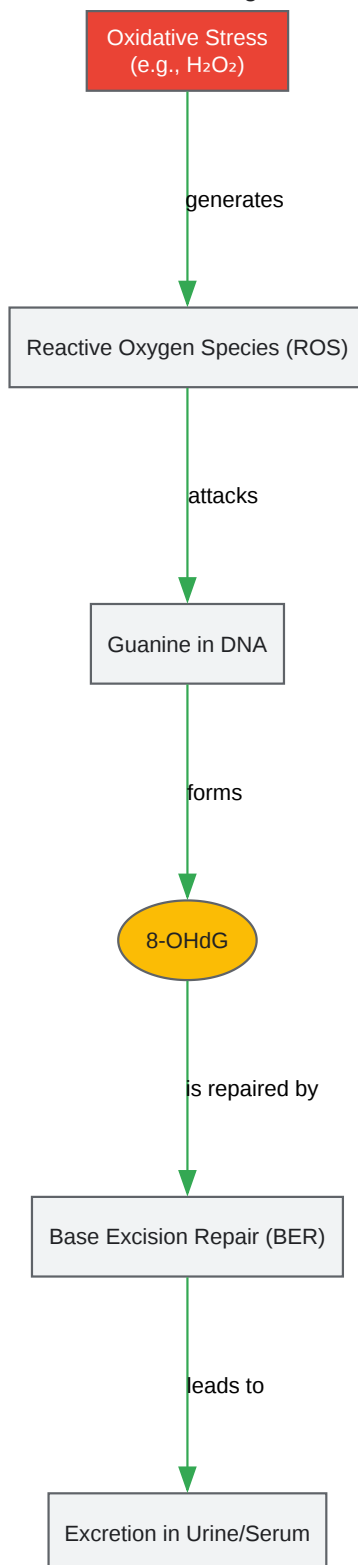 Oxidative Stress
(e.g., H₂O₂)
generates
Reactive Oxygen Species (ROS)
attacks
Guanine in DNA
forms
8-OHdG
is repaired by
Base Excision Repair (BER)
leads to
Excretion in Urine/Serum